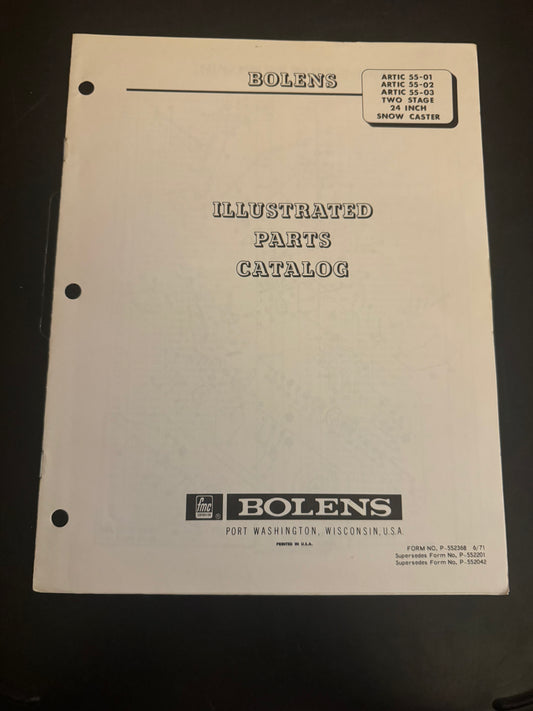 BOLENS
ARTIC 55-01
ARTIC 55-02
ARTIC 55-03
TWO STAGE
24 INCH
SNOW CASTER
ILLUSTRATED
PARTS
CATALOG
fmc
CORPORATION
®
BOLENS
PORT WASHINGTON, WISCONSIN, U.S.A.
PRINTED IN U.S.A.
FORM NO. P-552368 6/71
Supersedes Form No. P-552201
Supersedes Form No. P-552042